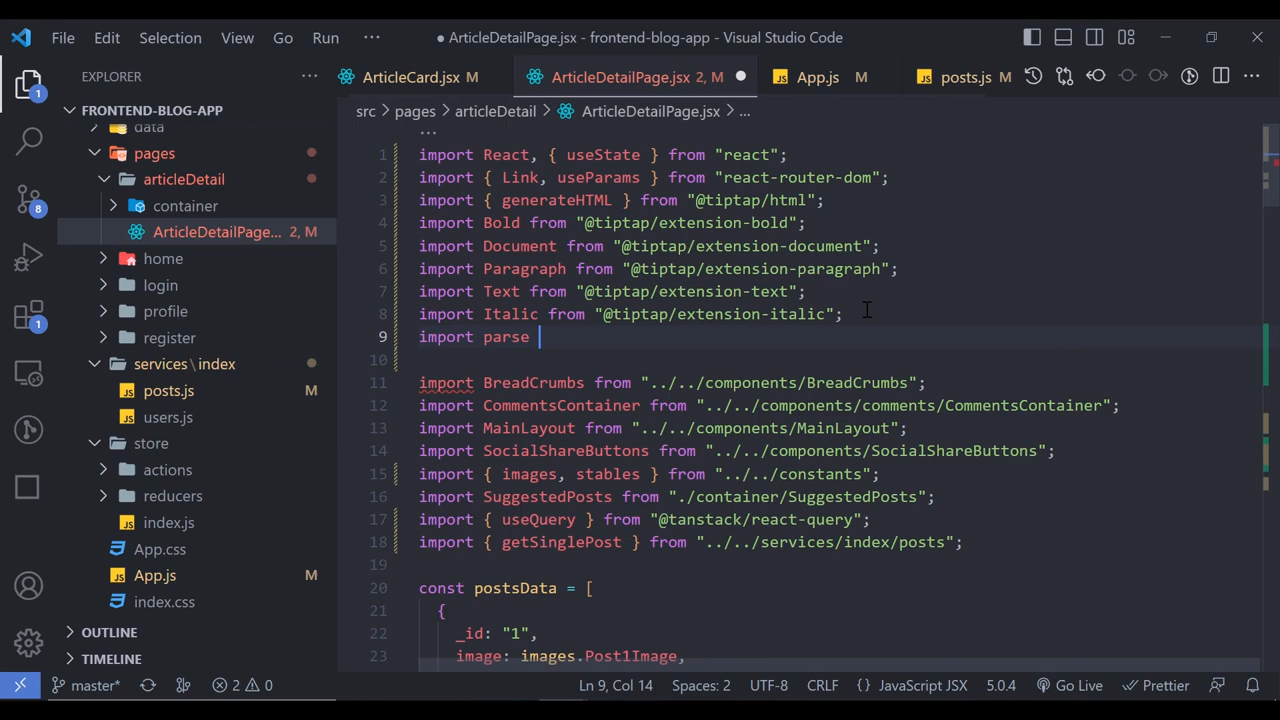 File Edit Selection View Go Run ··· ● ArticleDetailPage.jsx - frontend-blog-app - Visual Studio Code
EXPLORER ···
ArticleCard.jsx M ArticleDetailPage.jsx 2, M ● App.js M posts.js M ···
FRONTEND-BLOG-APP
data
pages
articleDetail
container
ArticleDetailPage... 2, M
home
login
profile
register
services\index
posts.js M
users.js
store
actions
reducers
index.js
App.css
App.js M
index.css
OUTLINE
TIMELINE
1
8
1
src > pages > articleDetail > ArticleDetailPage.jsx > ...
···
1 import React, { useState } from "react";
2 import { Link, useParams } from "react-router-dom";
3 import { generateHTML } from "@tiptap/html";
4 import Bold from "@tiptap/extension-bold";
5 import Document from "@tiptap/extension-document";
6 import Paragraph from "@tiptap/extension-paragraph";
7 import Text from "@tiptap/extension-text";
8 import Italic from "@tiptap/extension-italic";
9 import parse
10
11 import BreadCrumbs from "../../components/BreadCrumbs";
12 import CommentsContainer from "../../components/comments/CommentsContainer";
13 import MainLayout from "../../components/MainLayout";
14 import SocialShareButtons from "../../components/SocialShareButtons";
15 import { images, stables } from "../../constants";
16 import SuggestedPosts from "./container/SuggestedPosts";
17 import { useQuery } from "@tanstack/react-query";
18 import { getSinglePost } from "../../services/index/posts";
19
20 const postsData = [
21 {
22 _id: "1",
23 image: images.Post1Image,
master* 2 0 Ln 9, Col 14 Spaces: 2 UTF-8 CRLF {} JavaScript JSX 5.0.4 Go Live Prettier